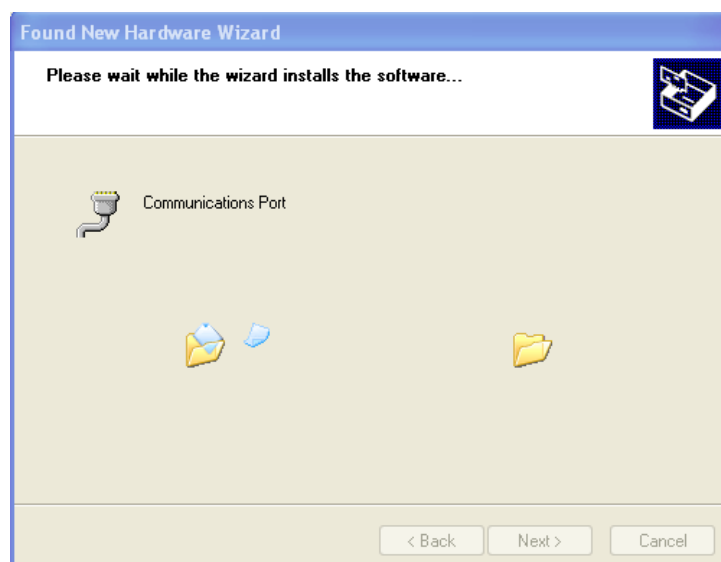 Found New Hardware Wizard
Please wait while the wizard installs the software...
Communications Port
< Back
Next >
Cancel